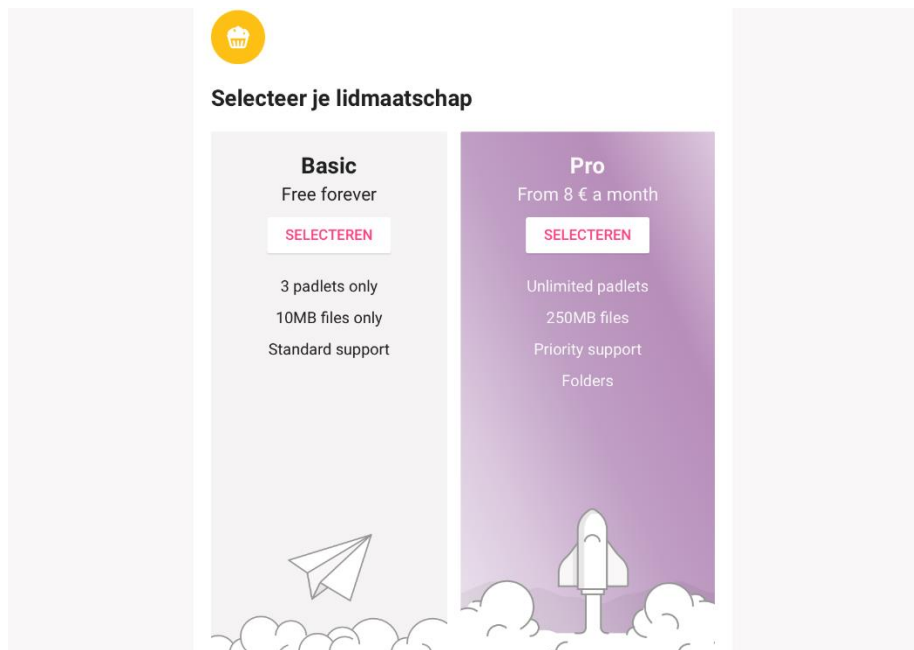 Selecteer je lidmaatschap
Basic
Free forever
SELECTEREN
3 padlets only
10MB files only
Standard support
Pro
From 8 € a month
SELECTEREN
Unlimited padlets
250MB files
Priority support
Folders